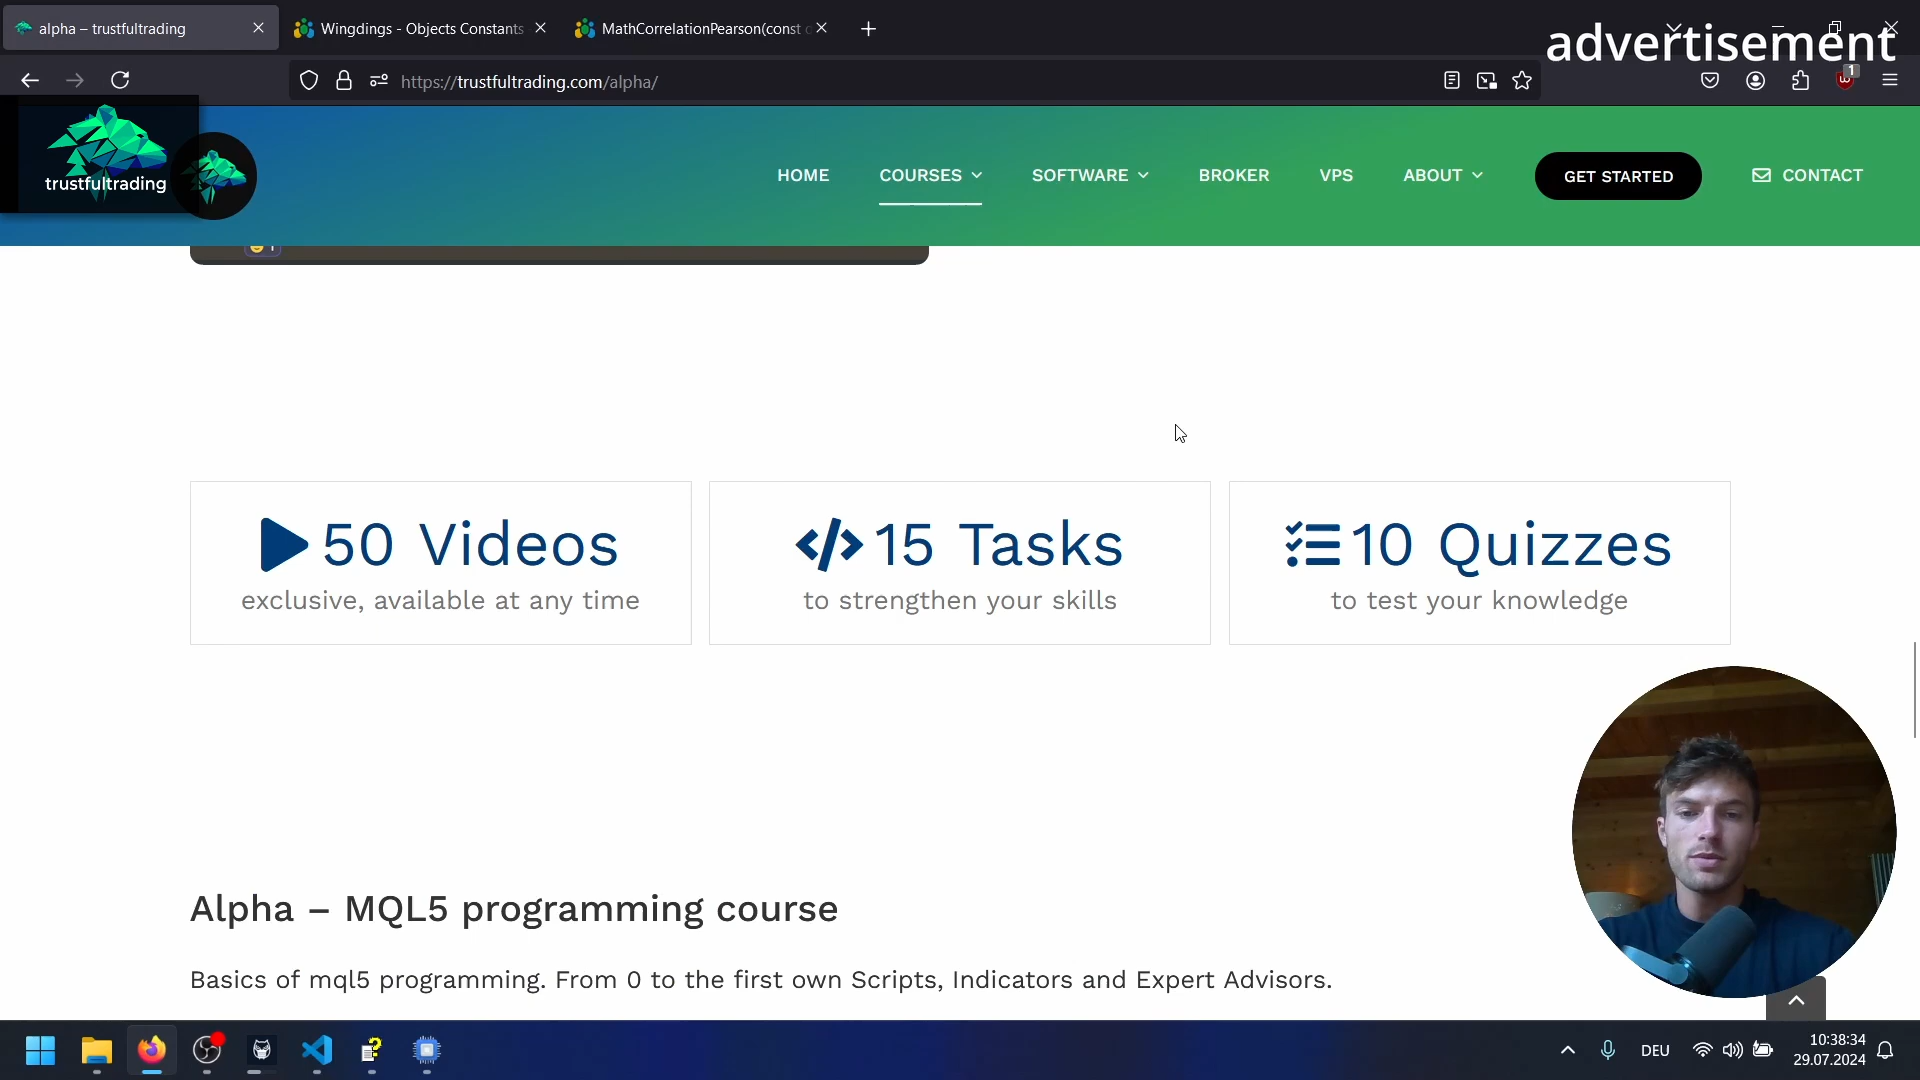 alpha – trustfultrading
Wingdings - Objects Constants
MathCorrelationPearson(const
advertisement
https://trustfultrading.com/alpha/
1
trustfultrading
HOME
COURSES
SOFTWARE
BROKER
VPS
ABOUT
GET STARTED
CONTACT
50 Videos
exclusive, available at any time
15 Tasks
to strengthen your skills
10 Quizzes
to test your knowledge
Alpha – MQL5 programming course
Basics of mql5 programming. From 0 to the first own Scripts, Indicators and Expert Advisors.
DEU
10:38:34
29.07.2024